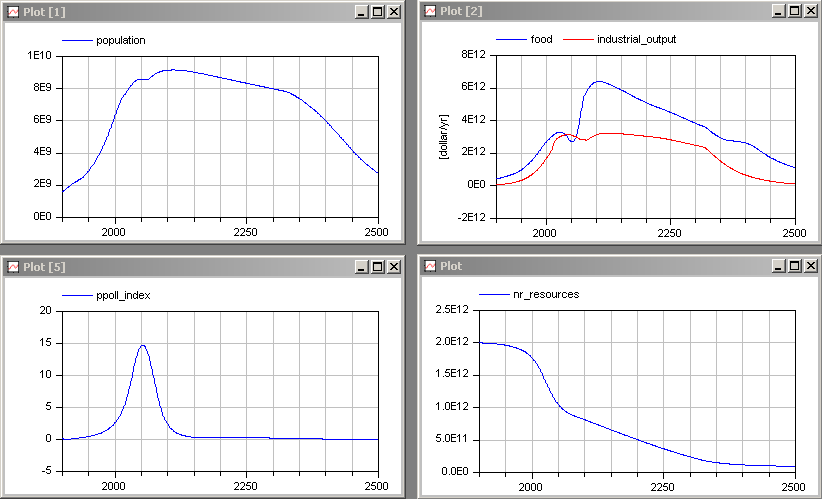 Plot [1]
population
1E10
8E9
6E9
4E9
2E9
0E0
2000 2250 2500
Plot [2]
food industrial_output
[dollar/yr]
8E12
6E12
4E12
2E12
0E0
-2E12
2000 2250 2500
Plot [5]
ppoll_index
20
15
10
5
0
-5
2000 2250 2500
Plot
nr_resources
2.5E12
2.0E12
1.5E12
1.0E12
5.0E11
0.0E0
2000 2250 2500